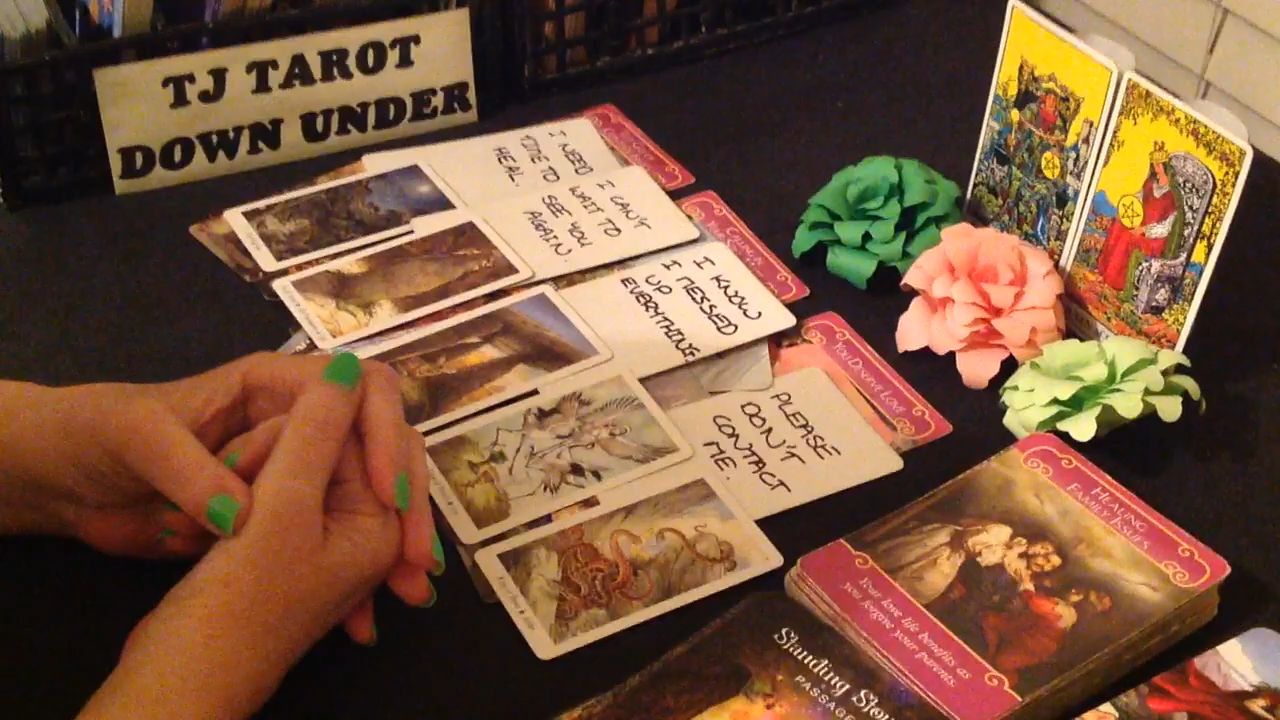 TJ TAROT
DOWN UNDER
I NEED
TIME TO
HEAL.
I CAN'T
WAIT TO
SEE YOU
AGAIN.
I KNOW
I MESSED
UP
EVERYTHING.
YOU DESERVE LOVE
PLEASE
DON'T
CONTACT
ME.
HEALING
FAMILY ISSUES
Your love life benefits as
you forgive your parents.
Standing
PASSAGE